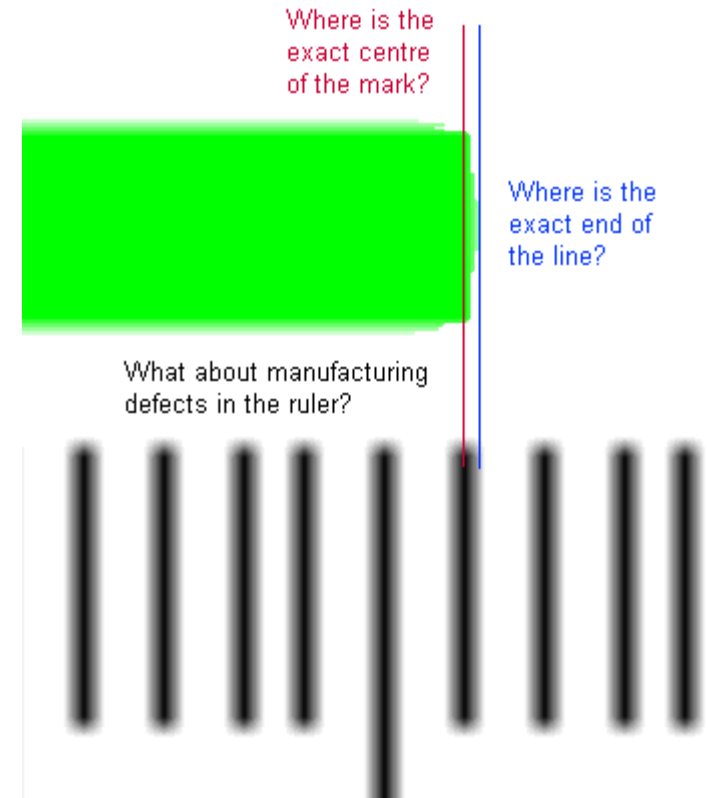 Where is the
exact centre
of the mark?
Where is the
exact end of
the line?
What about manufacturing
defects in the ruler?